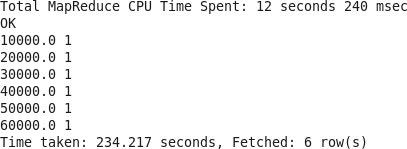 Total MapReduce CPU Time Spent: 12 seconds 240 msec
OK
10000.0 1
20000.0 1
30000.0 1
40000.0 1
50000.0 1
60000.0 1
Time taken: 234.217 seconds, Fetched: 6 row(s)